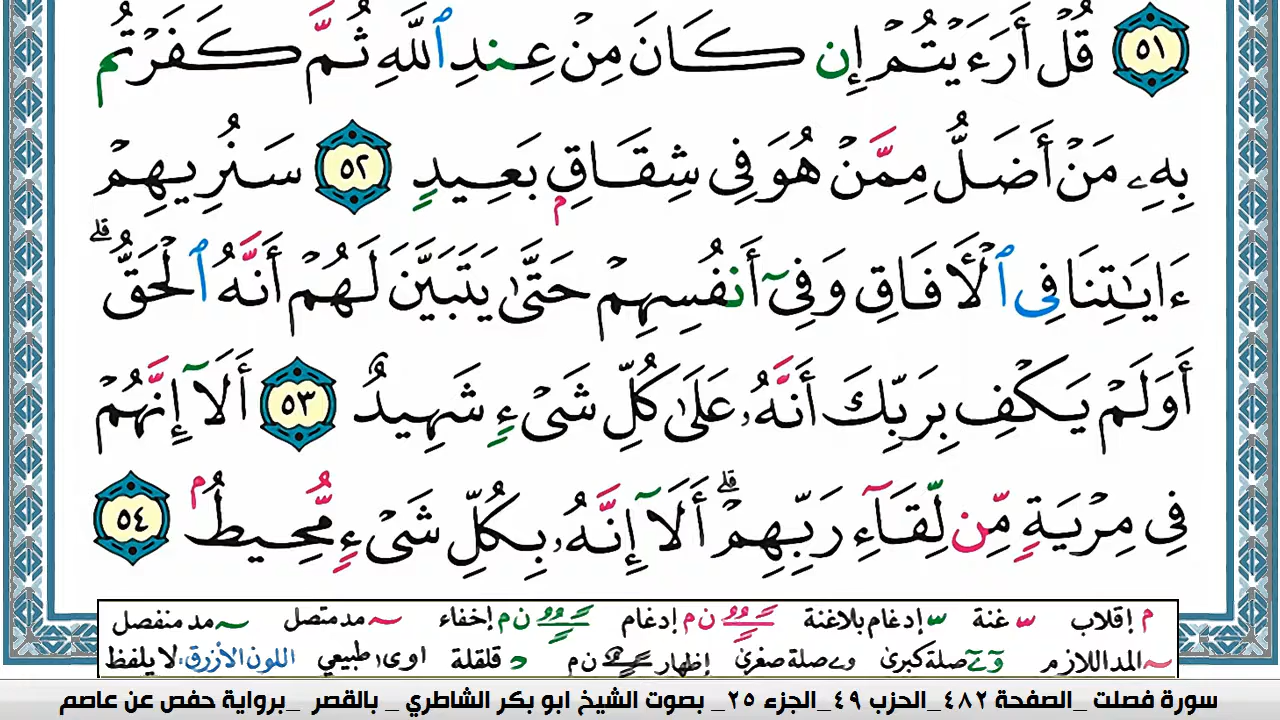 ٥١ قُلْ أَرَءَيْتُمْ إِن كَانَ مِنْ عِندِ ٱللَّهِ ثُمَّ كَفَرْتُم
بِهِۦ مَنْ أَضَلُّ مِمَّنْ هُوَ فِى شِقَاقِۭ بَعِيدٍ ٥٢ سَنُرِيهِمْ
ءَايَٰتِنَا فِى ٱلْأَفَاقِ وَفِىٓ أَنفُسِهِمْ حَتَّىٰ يَتَبَيَّنَ لَهُمْ أَنَّهُ ٱلْحَقُّ ۗ
أَوَلَمْ يَكْفِ بِرَبِّكَ أَنَّهُۥ عَلَىٰ كُلِّ شَىْءٍ شَهِيدٌ ٥٣ أَلَآ إِنَّهُمْ
فِى مِرْيَةٍ مِّن لِّقَآءِ رَبِّهِمْ ۗ أَلَآ إِنَّهُۥ بِكُلِّ شَىْءٍ مُّحِيطُۢ ٥٤
م إقلاب غنة إدغام بلاغنة ن م إدغام ن م إخفاء مد متصل مد منفصل
المد اللازم صلة كبرى صلة صغرى ن م إظهار قلقلة اوى طبيعي اللون الأزرق لا يلفظ
سورة فصلت _الصفحة ٤٨٢_الحزب ٤٩_الجزء ٢٥_ بصوت الشيخ ابو بكر الشاطري _ بالقصر _برواية حفص عن عاصم